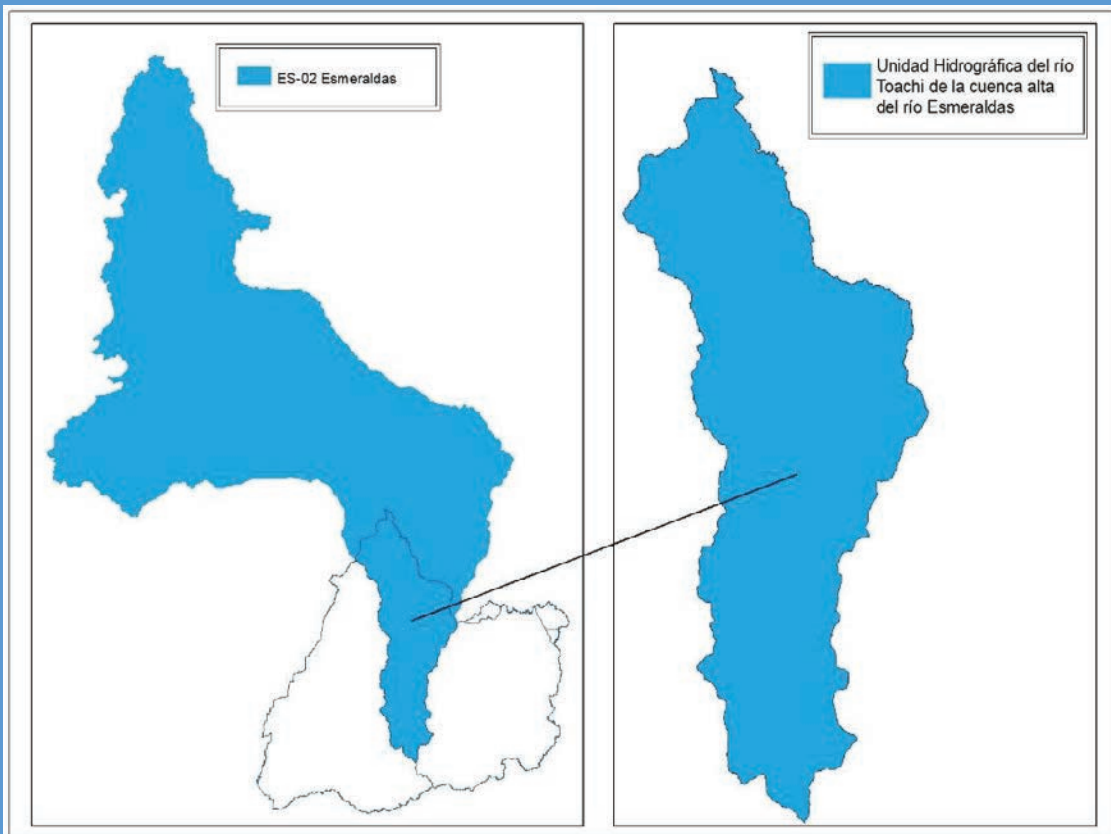 ES-02 Esmeraldas
Unidad Hidrográfica del río
Toachi de la cuenca alta
del río Esmeraldas